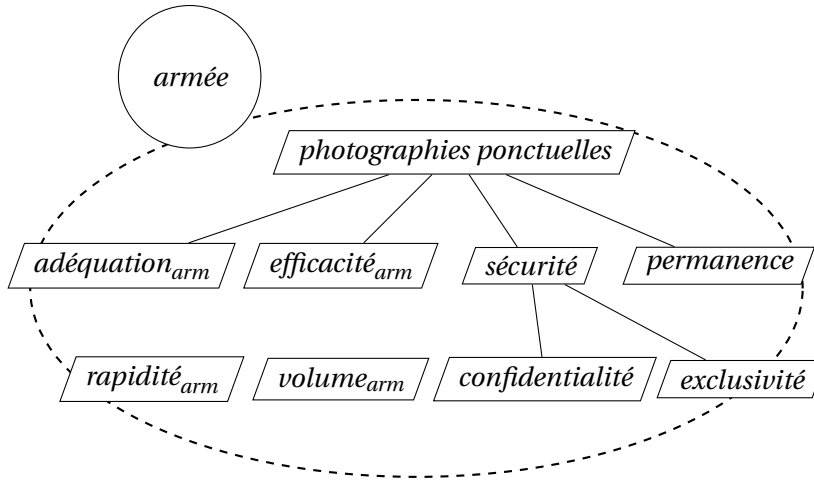 armée
photographies ponctuelles
adéquation_arm efficacité_arm sécurité permanence
rapidité_arm volume_arm confidentialité exclusivité